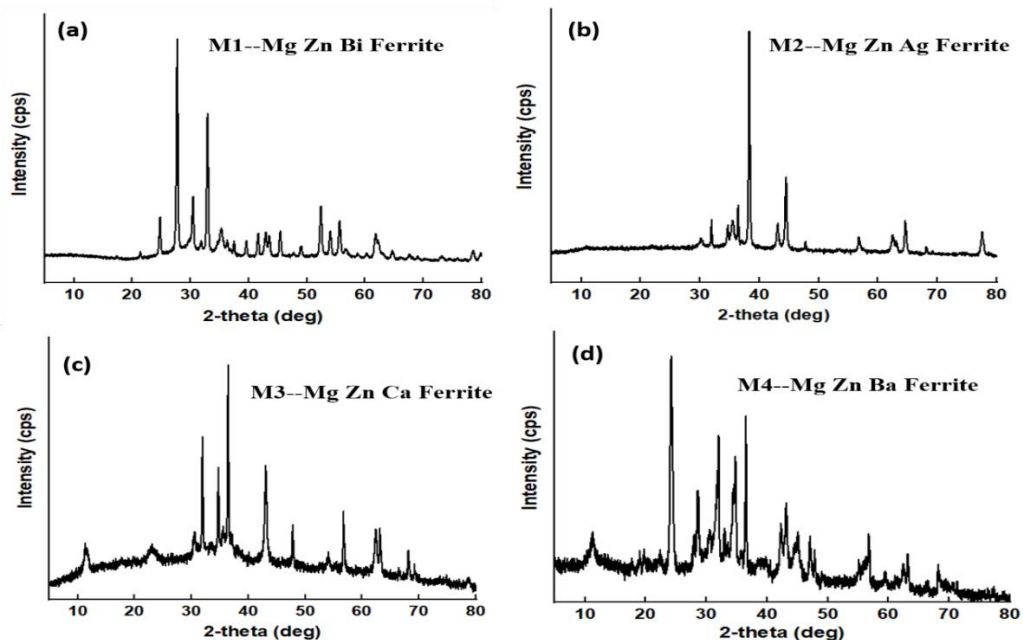 (a)
M1--Mg Zn Bi Ferrite
Intensity (cps)
10 20 30 40 50 60 70 80
2-theta (deg)
(b)
M2--Mg Zn Ag Ferrite
Intensity (cps)
10 20 30 40 50 60 70 80
2-theta (deg)
(c)
M3--Mg Zn Ca Ferrite
Intensity (cps)
10 20 30 40 50 60 70 80
2-theta (deg)
(d)
M4--Mg Zn Ba Ferrite
Intensity (cps)
10 20 30 40 50 60 70 80
2-theta (deg)